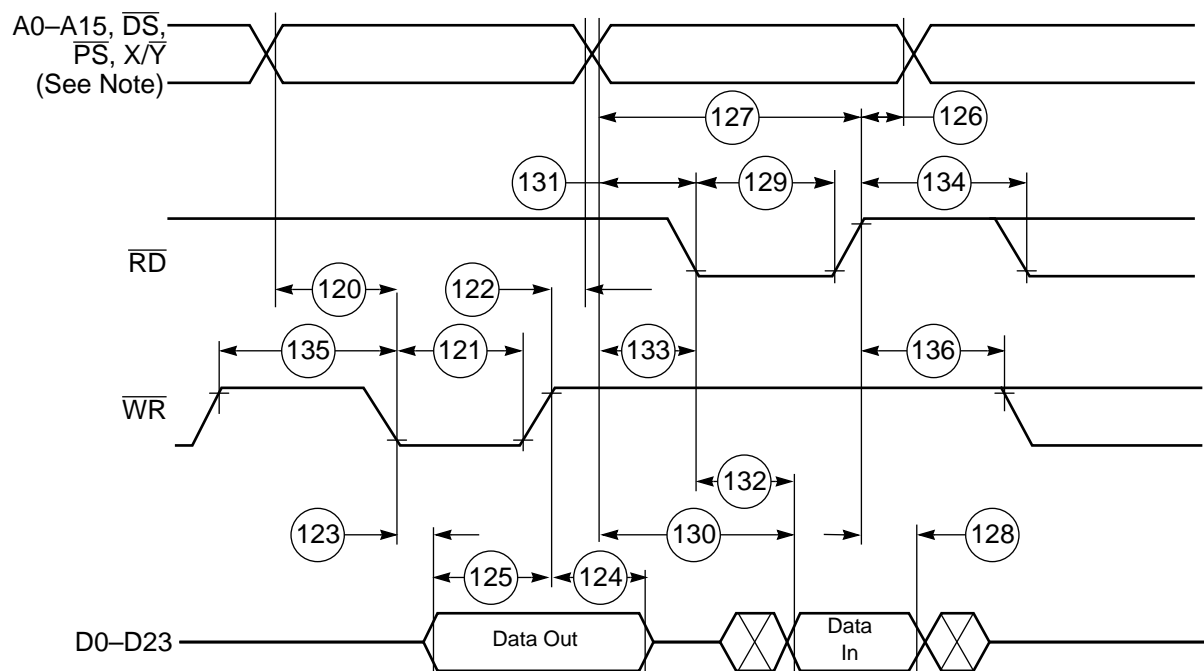 A0–A15, DS,
PS, X/Y
(See Note)
127
126
131
129
134
RD
120
122
135
121
133
136
WR
132
123
130
128
125
124
D0–D23
Data Out
Data
In